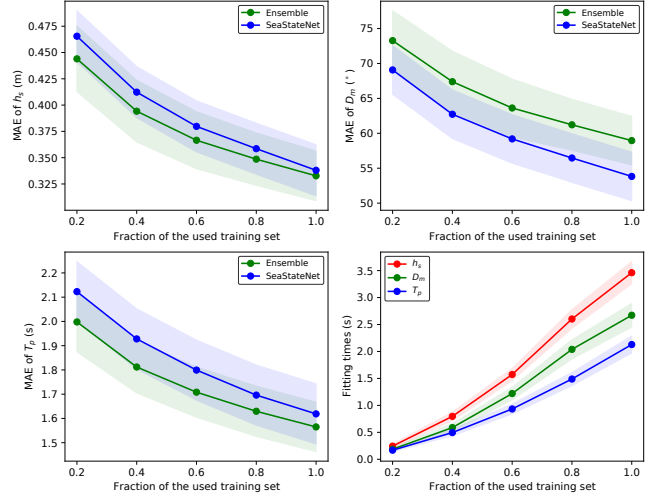 Ensemble
SeaStateNet
MAE of hₛ (m)
0.475
0.450
0.425
0.400
0.375
0.350
0.325
0.2 0.4 0.6 0.8 1.0
Fraction of the used training set
Ensemble
SeaStateNet
MAE of Dₘ (°)
75
70
65
60
55
50
0.2 0.4 0.6 0.8 1.0
Fraction of the used training set
Ensemble
SeaStateNet
MAE of Tₚ (s)
2.2
2.1
2.0
1.9
1.8
1.7
1.6
1.5
0.2 0.4 0.6 0.8 1.0
Fraction of the used training set
hₛ
Dₘ
Tₚ
Fitting times (s)
3.5
3.0
2.5
2.0
1.5
1.0
0.5
0.0
0.2 0.4 0.6 0.8 1.0
Fraction of the used training set